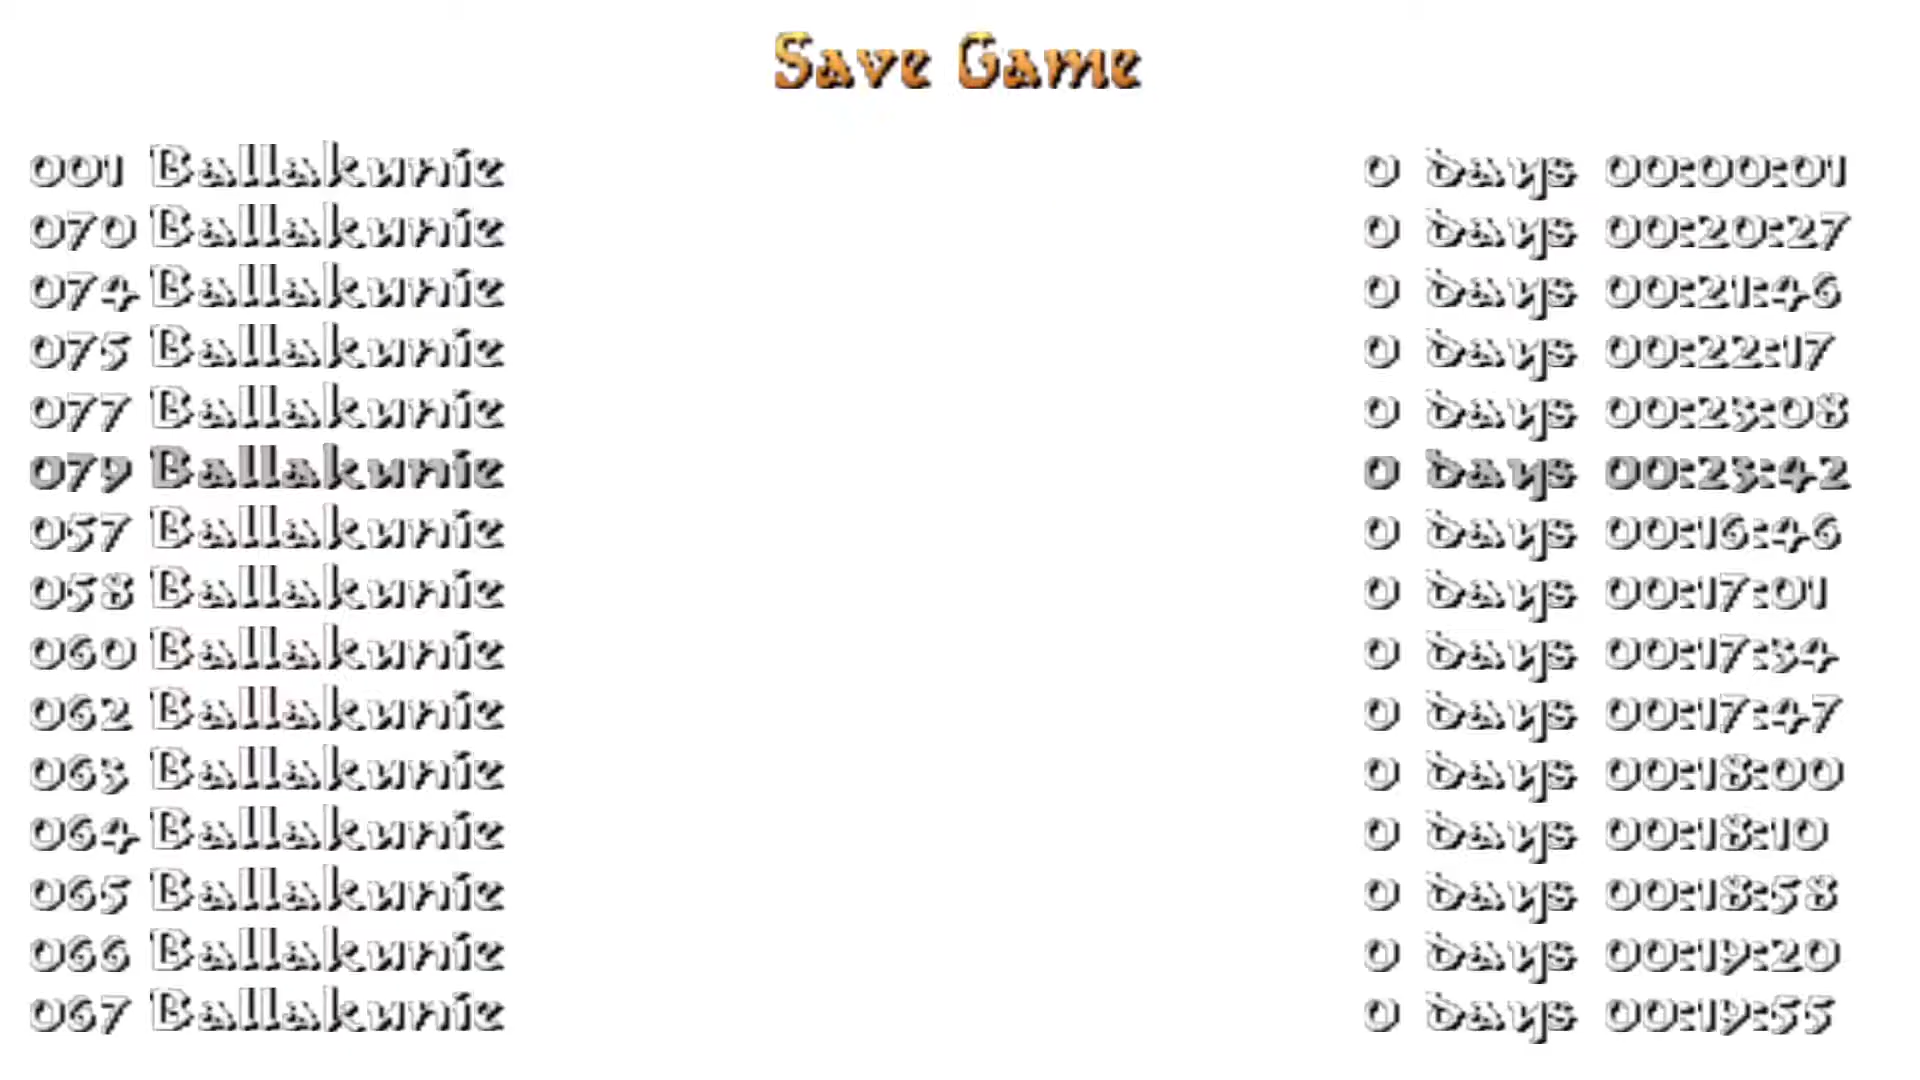 Save Game
001 Ballakunie 0 days 00:00:01
070 Ballakunie 0 days 00:20:27
074 Ballakunie 0 days 00:21:46
075 Ballakunie 0 days 00:22:17
077 Ballakunie 0 days 00:23:08
079 Ballakunie 0 days 00:23:42
057 Ballakunie 0 days 00:16:46
058 Ballakunie 0 days 00:17:01
060 Ballakunie 0 days 00:17:34
062 Ballakunie 0 days 00:17:47
063 Ballakunie 0 days 00:18:00
064 Ballakunie 0 days 00:18:10
065 Ballakunie 0 days 00:18:58
066 Ballakunie 0 days 00:19:20
067 Ballakunie 0 days 00:19:55